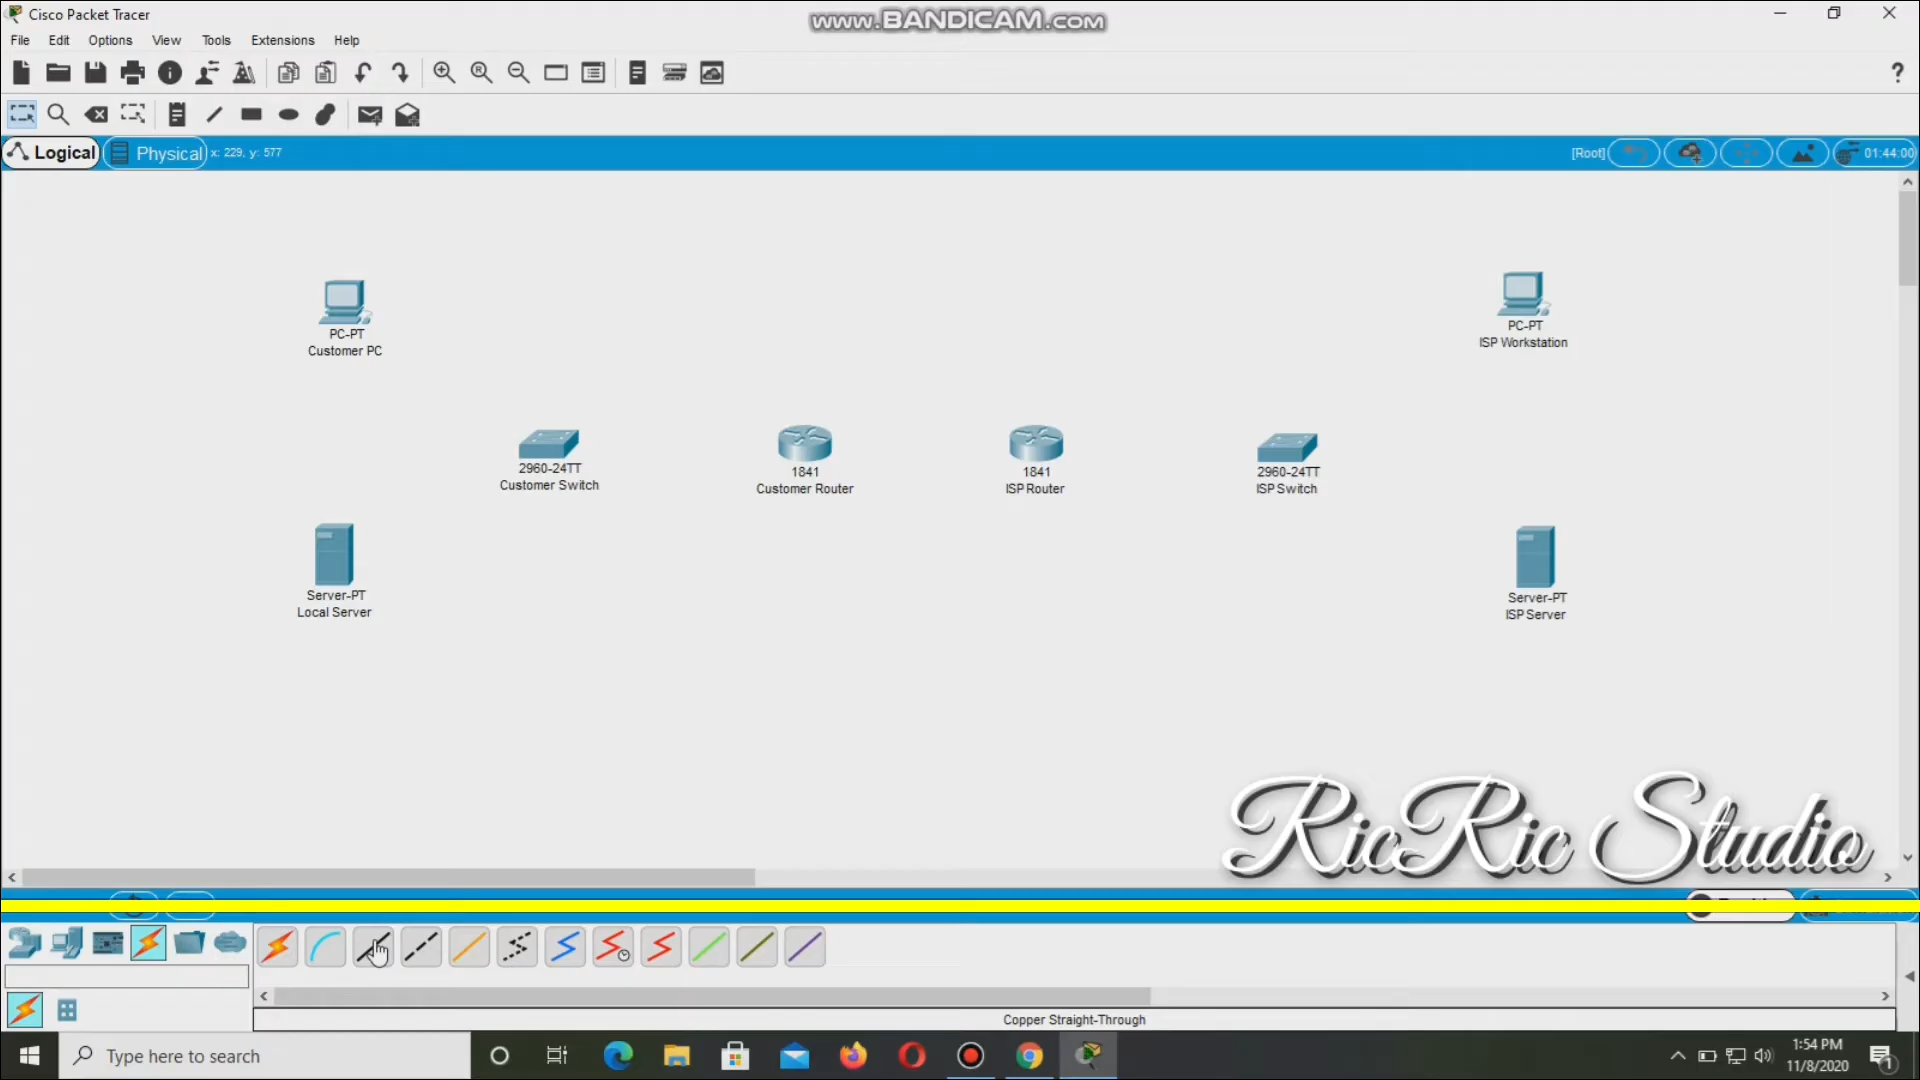 Cisco Packet Tracer
www.BANDICAM.com
File Edit Options View Tools Extensions Help
?
Logical Physical x: 229, y: 577 [Root] 01:44:00
PC-PT
Customer PC
PC-PT
ISP Workstation
2960-24TT
Customer Switch
1841
Customer Router
1841
ISP Router
2960-24TT
ISP Switch
Server-PT
Local Server
Server-PT
ISP Server
RicRic Studio
Copper Straight-Through
Type here to search
1:54 PM
11/8/2020
1